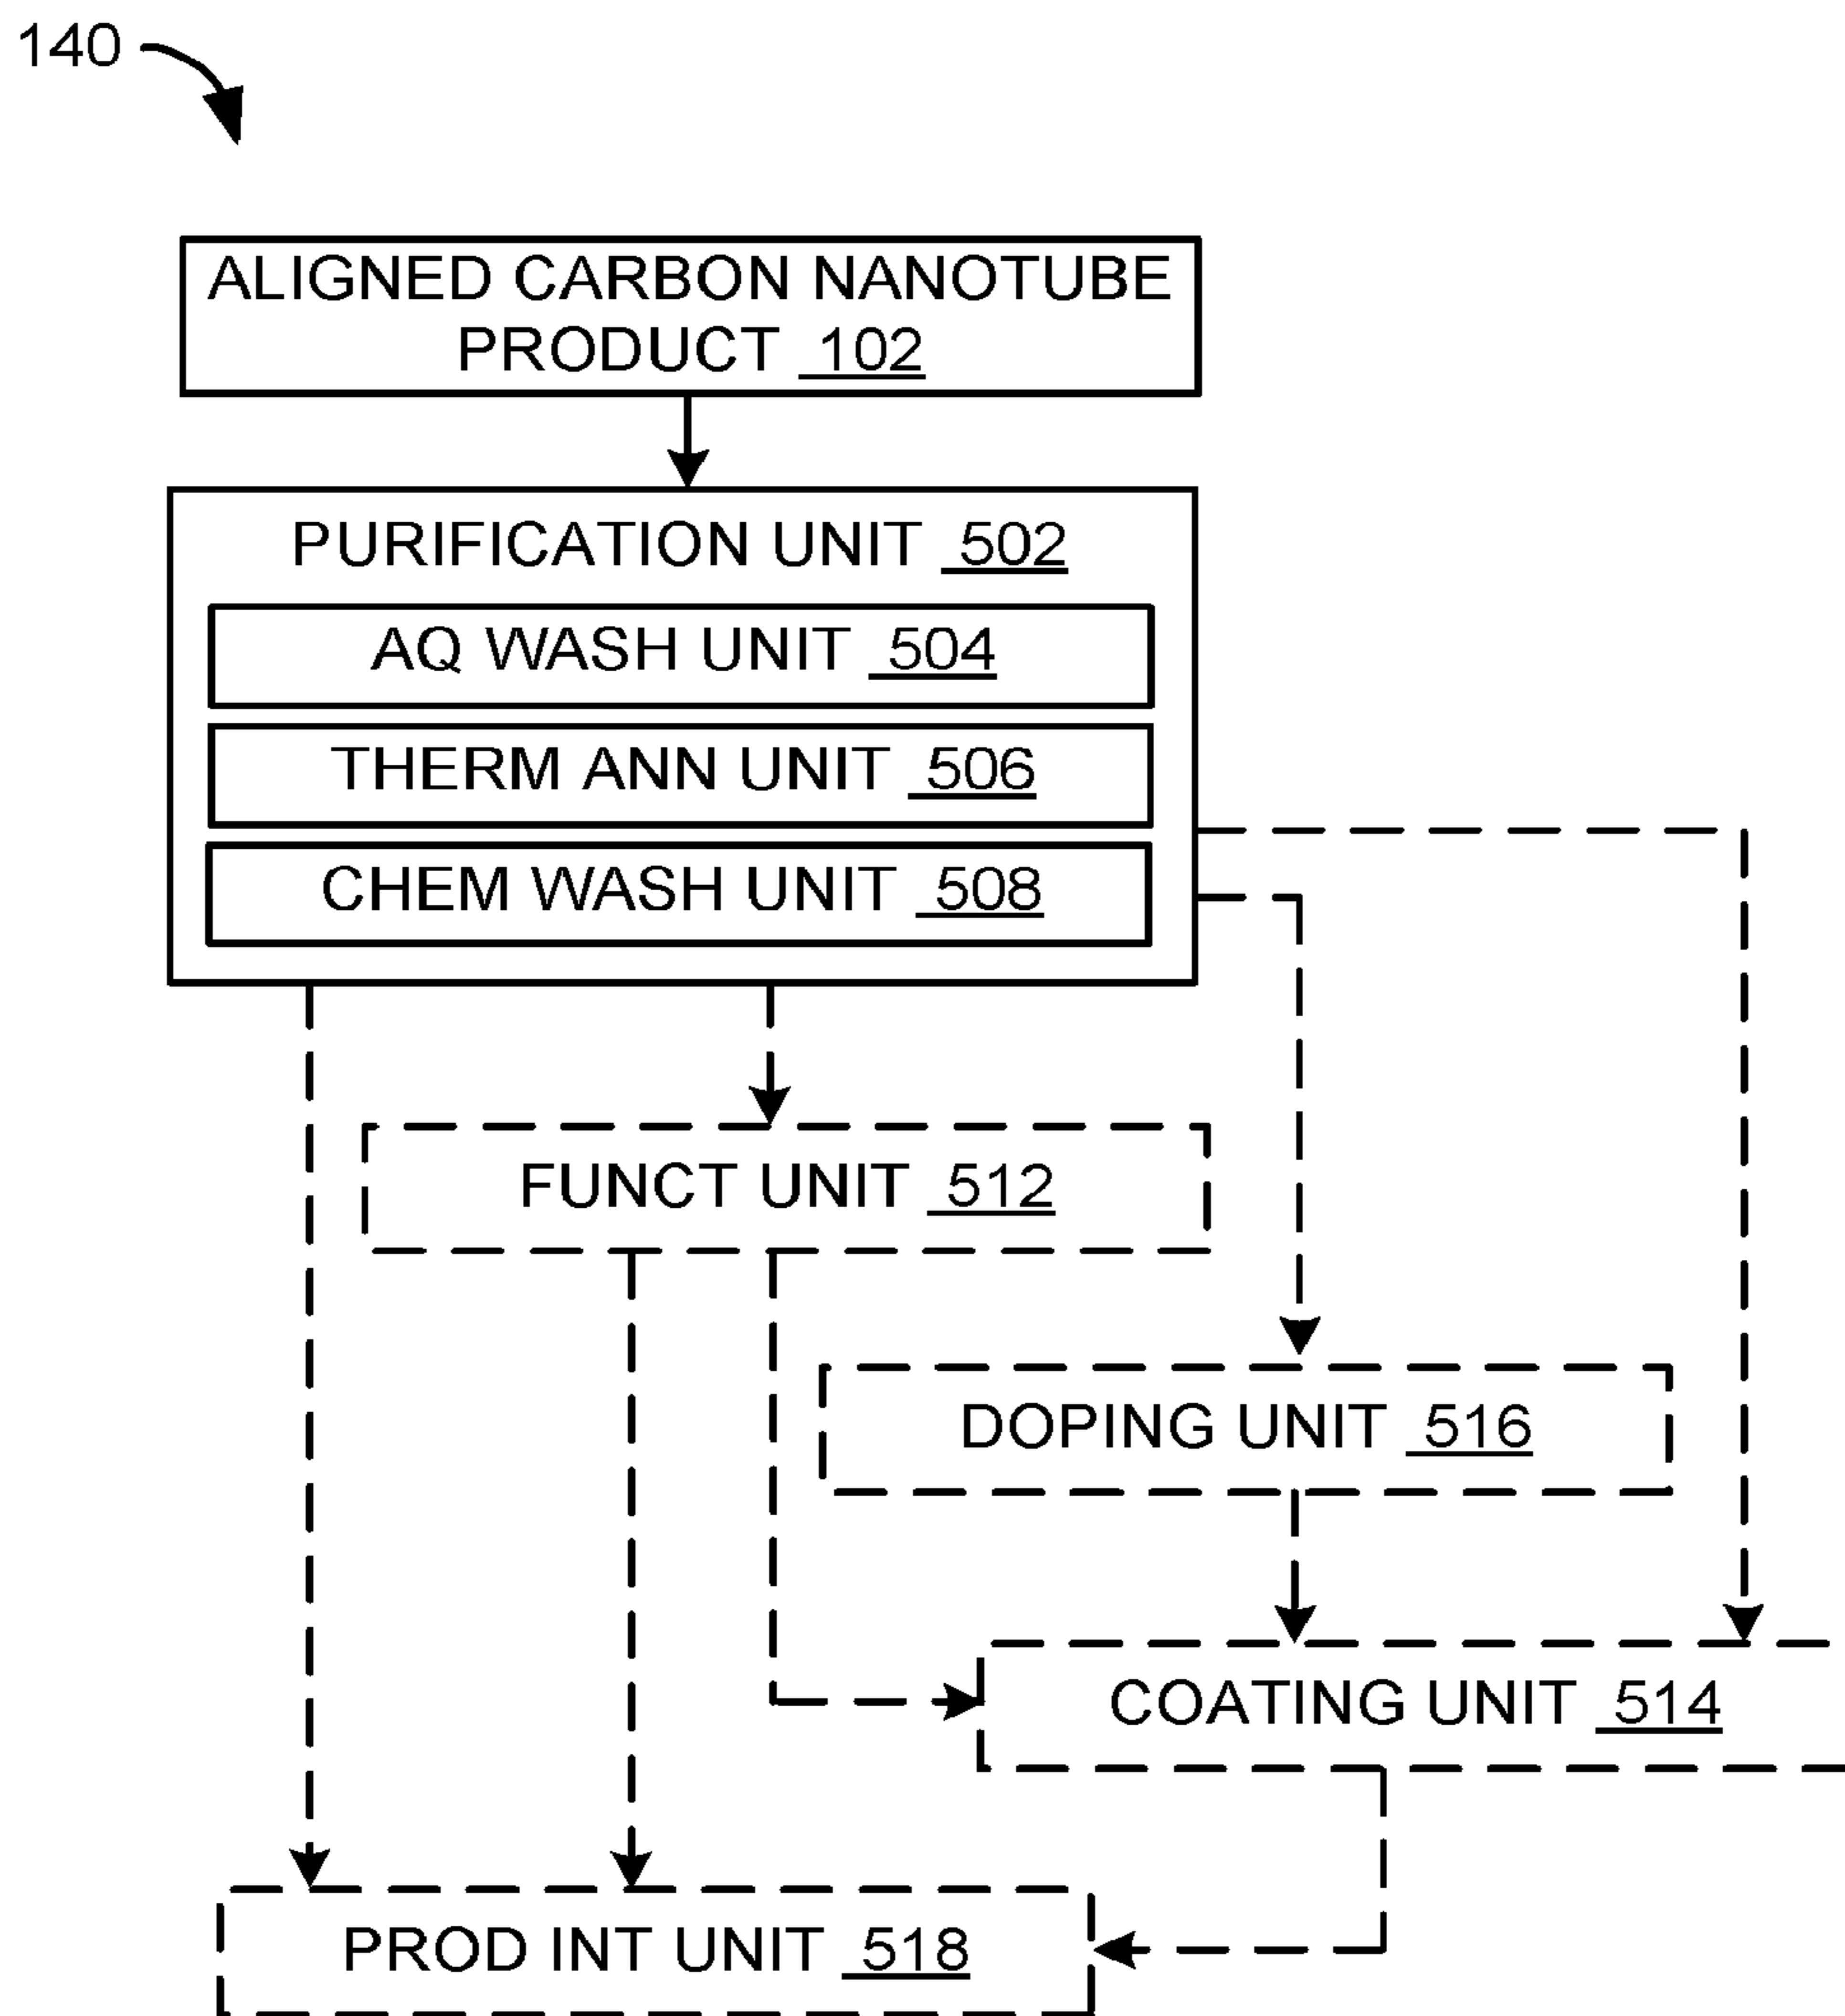 140
ALIGNED CARBON NANOTUBE
PRODUCT 102
PURIFICATION UNIT 502
AQ WASH UNIT 504
THERM ANN UNIT 506
CHEM WASH UNIT 508
FUNCT UNIT 512
DOPING UNIT 516
COATING UNIT 514
PROD INT UNIT 518